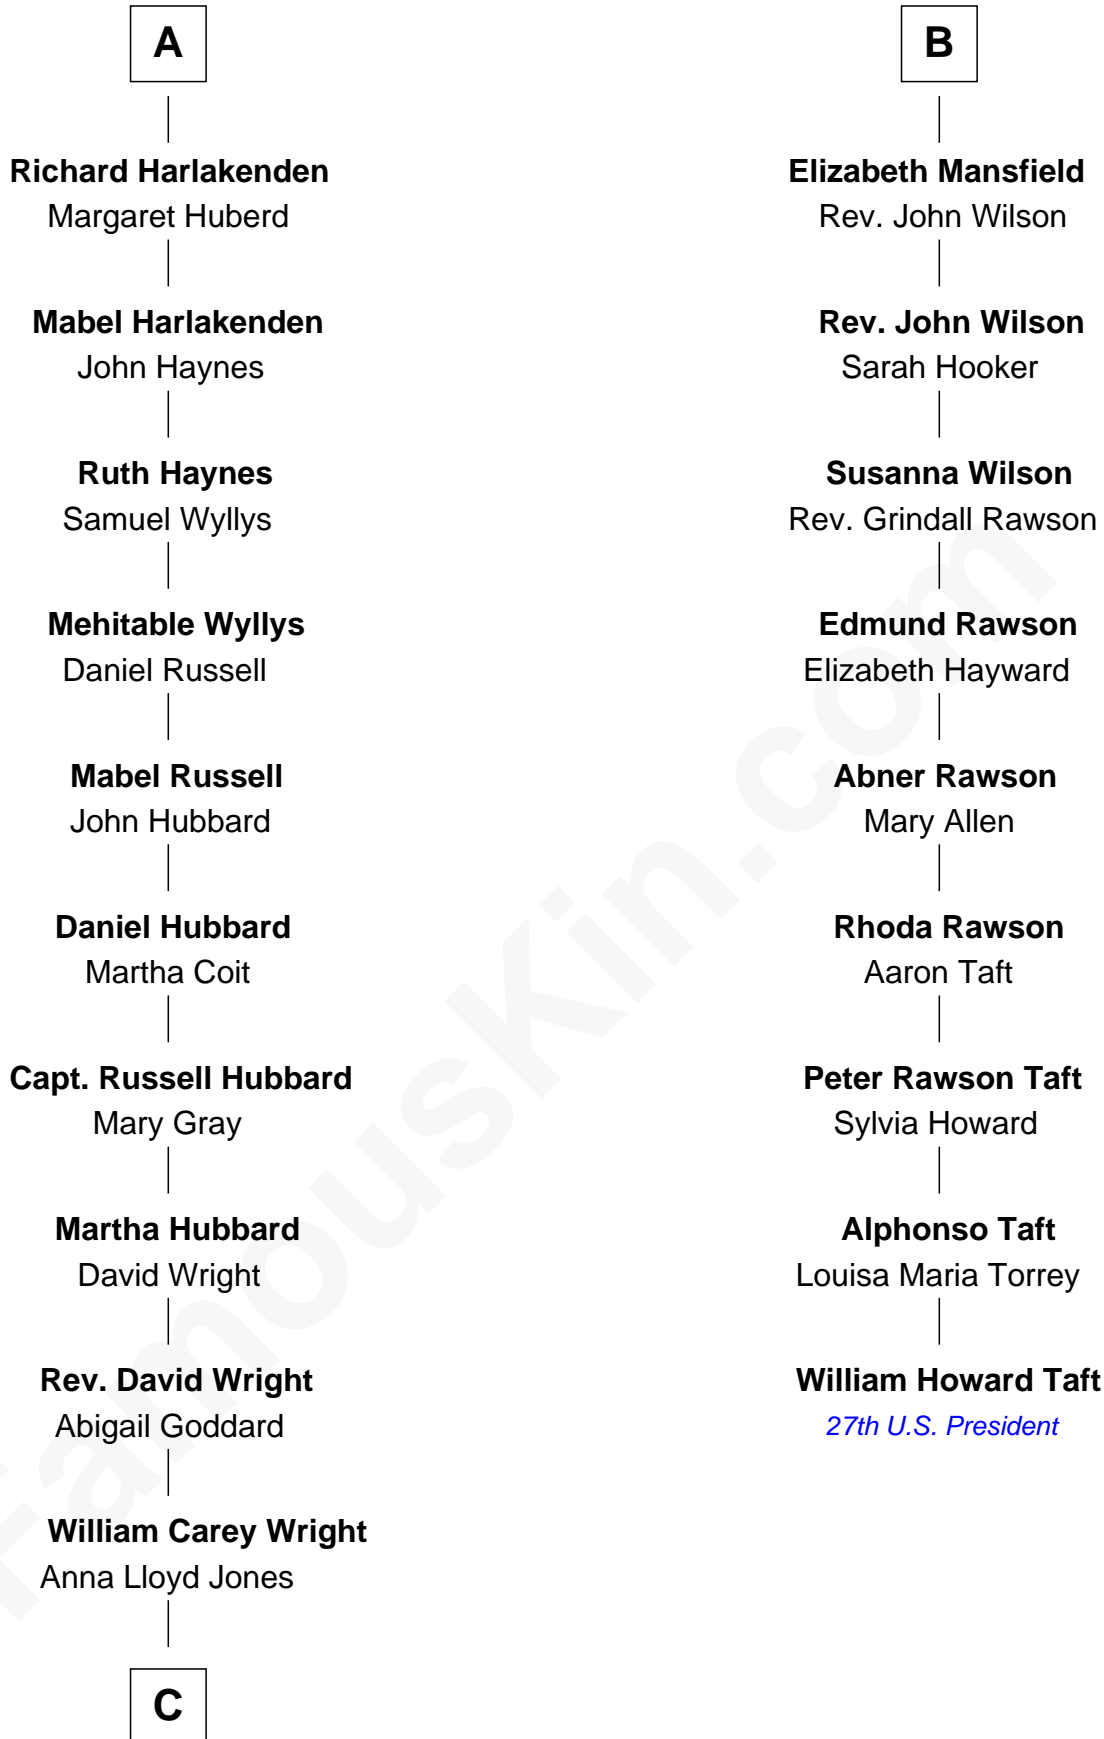 A
Richard Harlakenden
Margaret Huberd
Mabel Harlakenden
John Haynes
Ruth Haynes
Samuel Wyllys
Mehitable Wyllys
Daniel Russell
Mabel Russell
John Hubbard
Daniel Hubbard
Martha Coit
Capt. Russell Hubbard
Mary Gray
Martha Hubbard
David Wright
Rev. David Wright
Abigail Goddard
William Carey Wright
Anna Lloyd Jones
C
B
Elizabeth Mansfield
Rev. John Wilson
Rev. John Wilson
Sarah Hooker
Susanna Wilson
Rev. Grindall Rawson
Edmund Rawson
Elizabeth Hayward
Abner Rawson
Mary Allen
Rhoda Rawson
Aaron Taft
Peter Rawson Taft
Sylvia Howard
Alphonso Taft
Louisa Maria Torrey
William Howard Taft
27th U.S. President
FamousKin.com